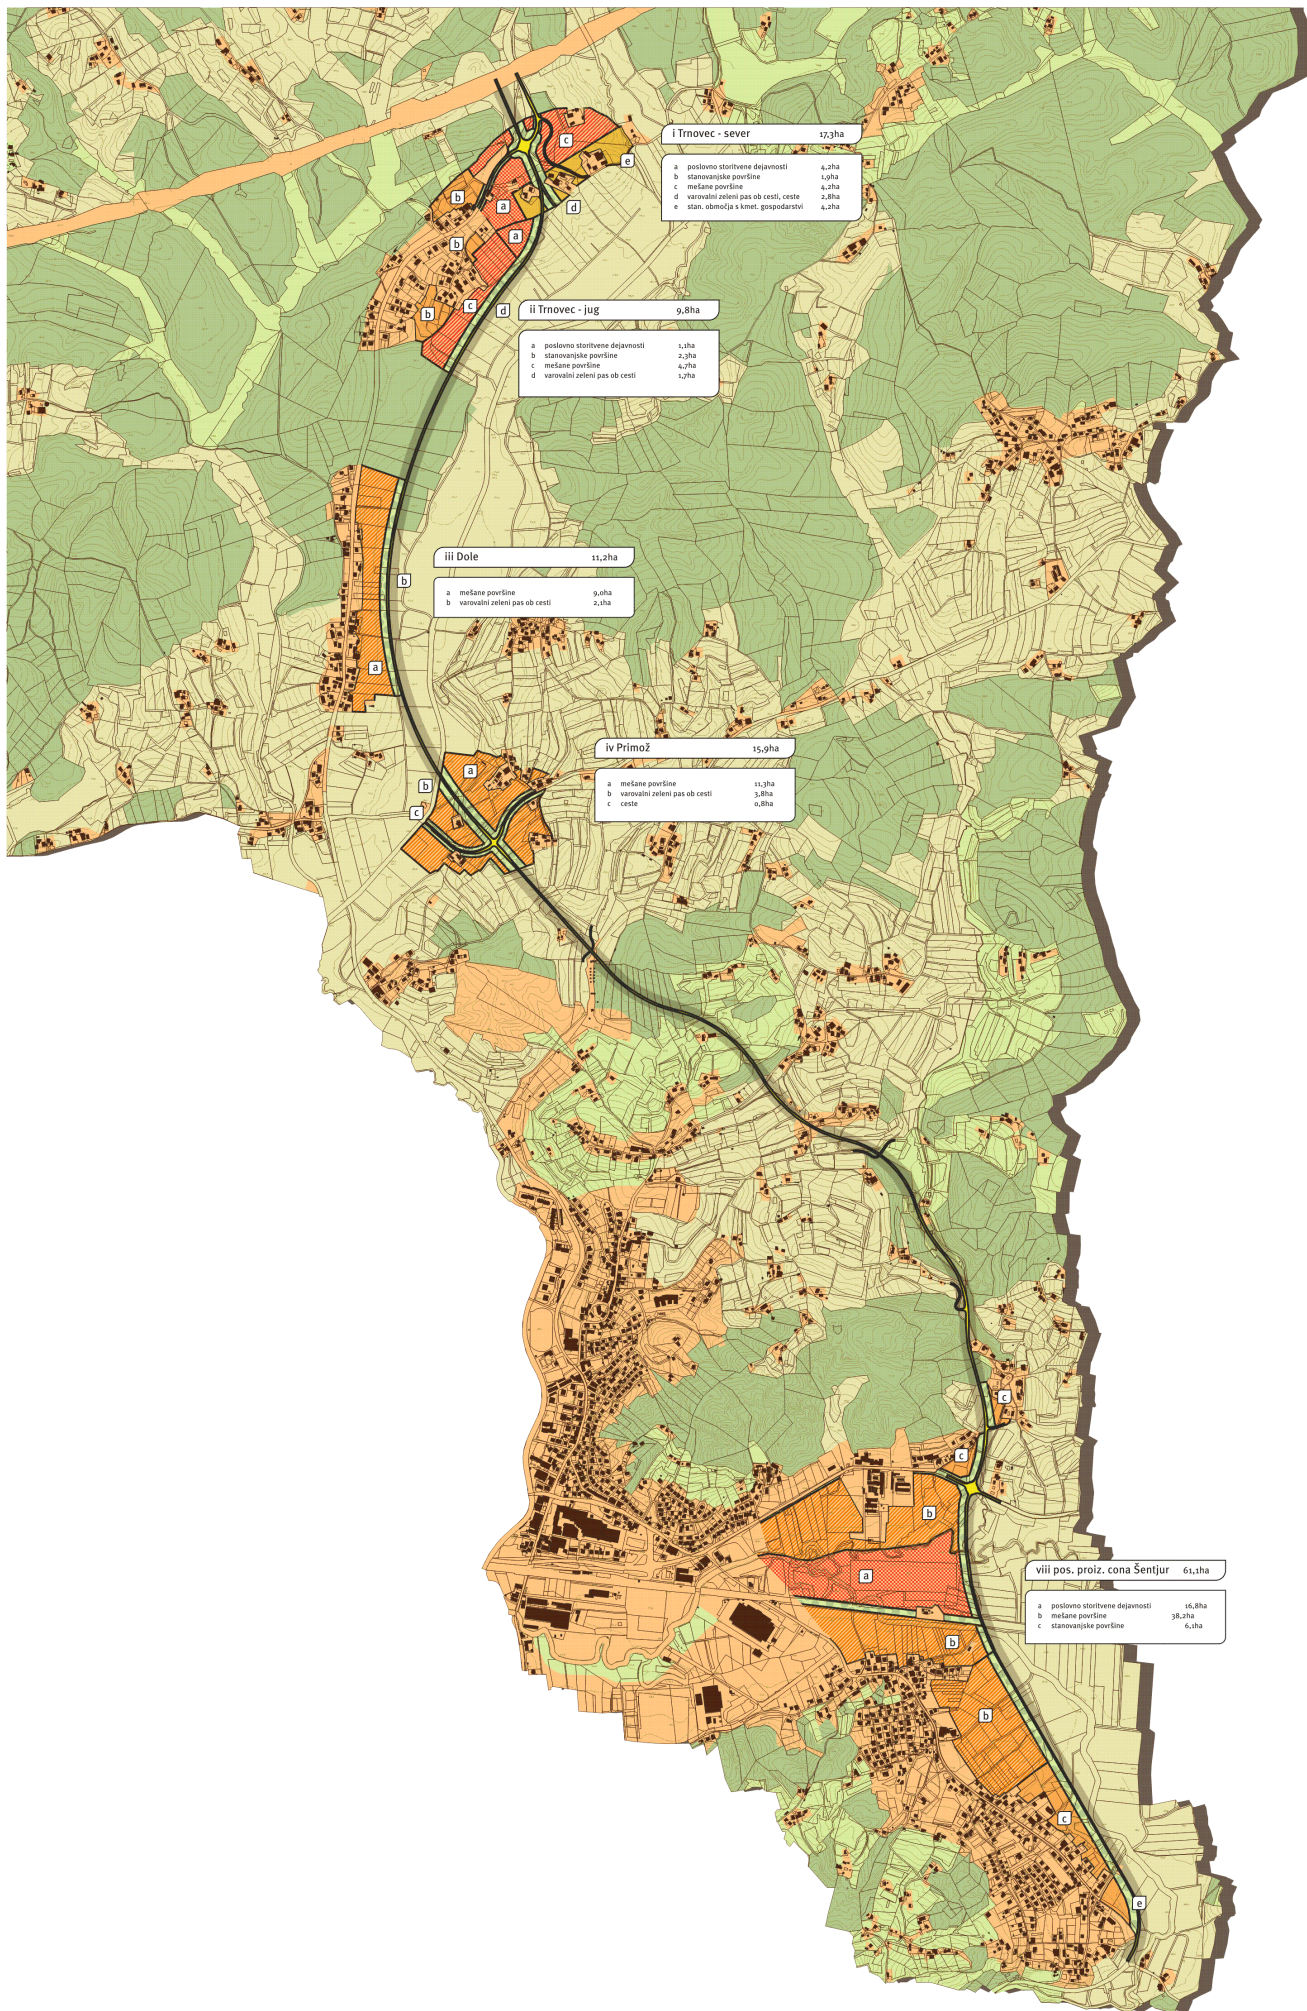 i Trnovec - sever 17,3ha
a poslovno storitvene dejavnosti 4,2ha
b stanovanjske površine 1,9ha
c mešane površine 4,2ha
d varovalni zeleni pas ob cesti, ceste 2,8ha
e stan. območja s kmet. gospodarstvi 4,2ha
c
e
b
a
d
a
b
c
b
d
ii Trnovec - jug 9,8ha
a poslovno storitvene dejavnosti 1,1ha
b stanovanjske površine 2,3ha
c mešane površine 4,7ha
d varovalni zeleni pas ob cesti 1,7ha
iii Dole 11,2ha
a mešane površine 9,0ha
b varovalni zeleni pas ob cesti 2,1ha
b
a
iv Primož 15,9ha
a mešane površine 11,3ha
b varovalni zeleni pas ob cesti 3,8ha
c ceste 0,8ha
a
b
c
c
c
b
a
viii pos. proiz. cona Šentjur 61,1ha
a poslovno storitvene dejavnosti 16,8ha
b mešane površine 38,2ha
c stanovanjske površine 6,1ha
b
b
c
e